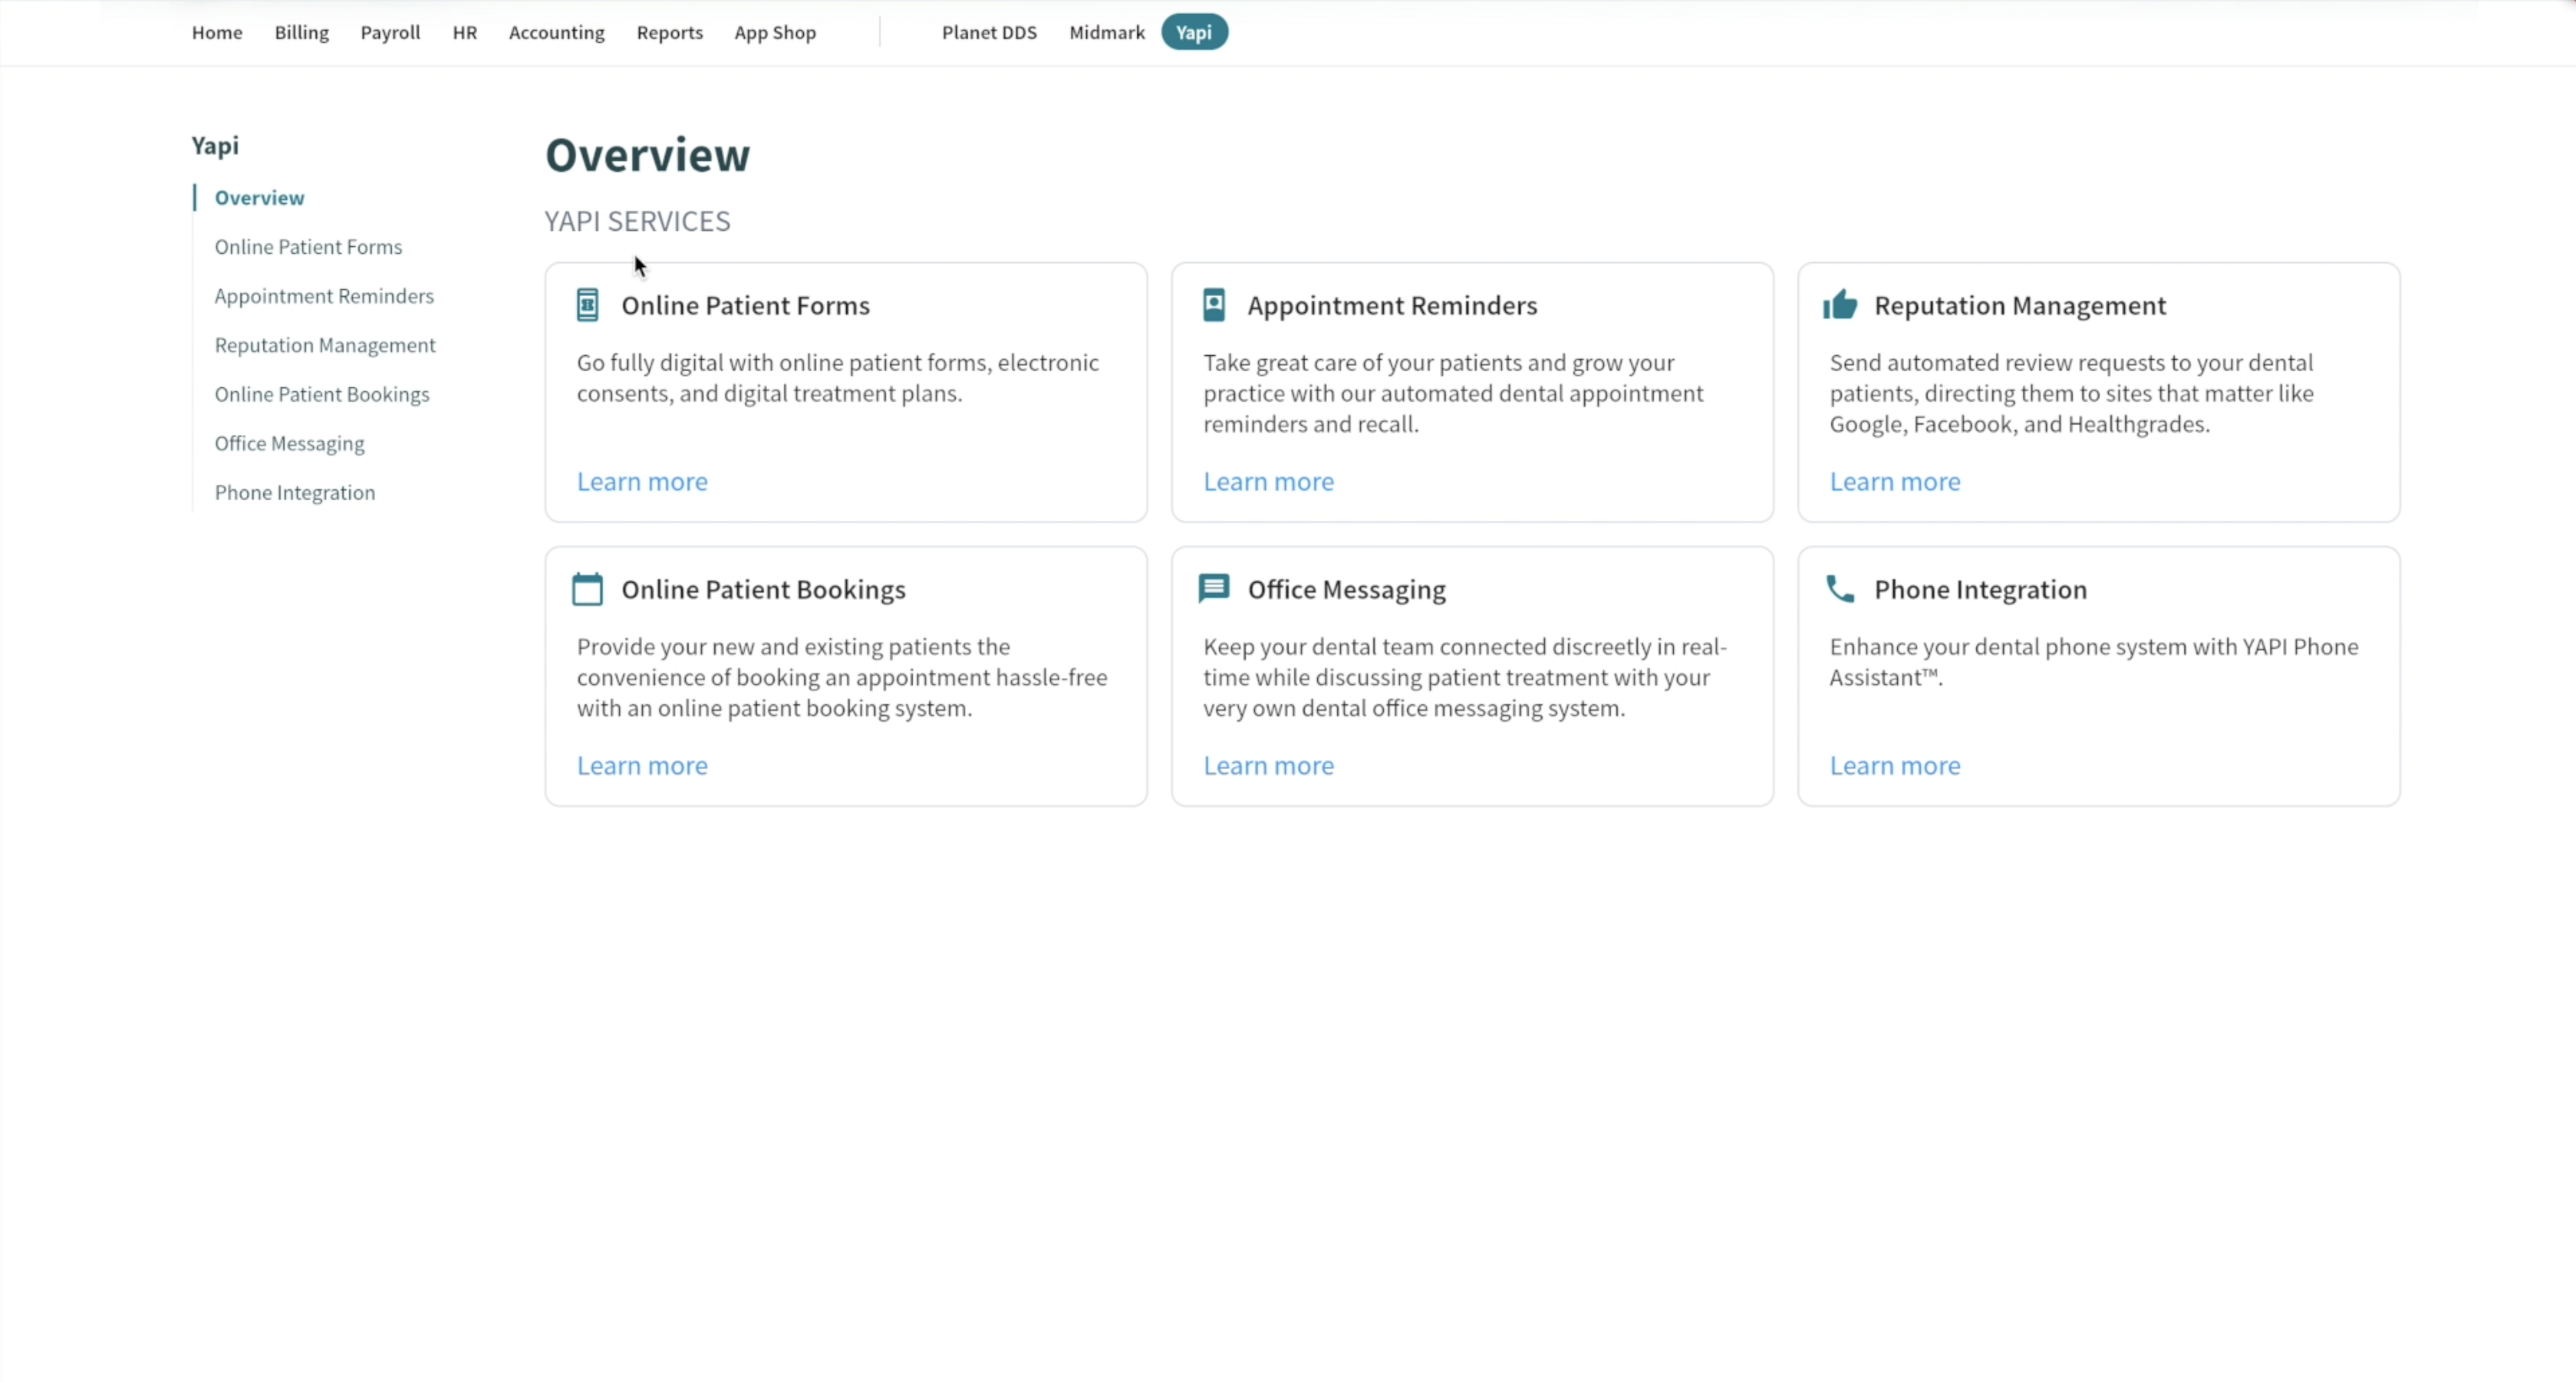 Home Billing Payroll HR Accounting Reports App Shop Planet DDS Midmark Yapi
Yapi
Overview
Online Patient Forms
Appointment Reminders
Reputation Management
Online Patient Bookings
Office Messaging
Phone Integration
Overview
YAPI SERVICES
Online Patient Forms
Go fully digital with online patient forms, electronic
consents, and digital treatment plans.
Learn more
Appointment Reminders
Take great care of your patients and grow your
practice with our automated dental appointment
reminders and recall.
Learn more
Reputation Management
Send automated review requests to your dental
patients, directing them to sites that matter like
Google, Facebook, and Healthgrades.
Learn more
Online Patient Bookings
Provide your new and existing patients the
convenience of booking an appointment hassle-free
with an online patient booking system.
Learn more
Office Messaging
Keep your dental team connected discreetly in real-
time while discussing patient treatment with your
very own dental office messaging system.
Learn more
Phone Integration
Enhance your dental phone system with YAPI Phone
Assistant™.
Learn more